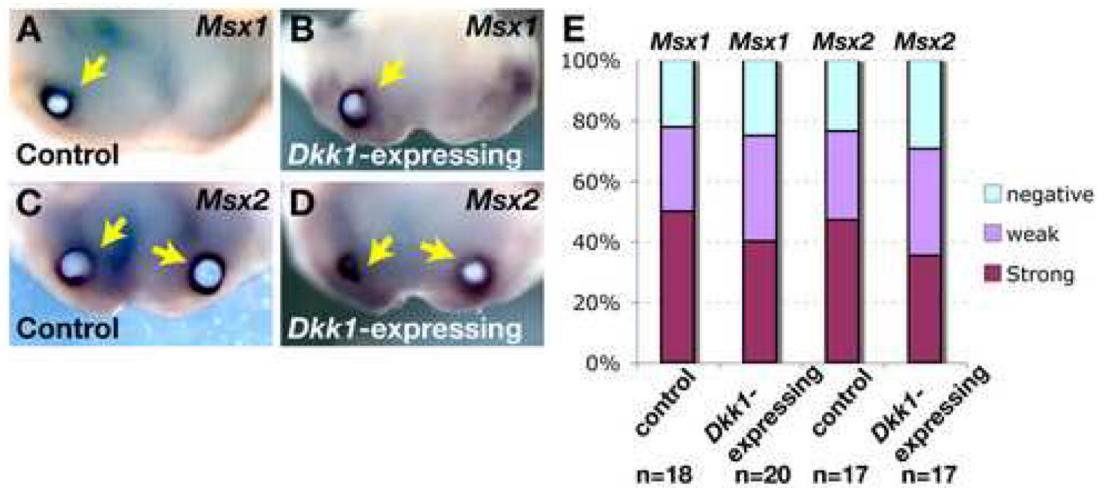 A
Msx1
Control
B
Msx1
Dkk1-expressing
C
Msx2
Control
D
Msx2
Dkk1-expressing
E
Msx1 Msx1 Msx2 Msx2
100%
80%
60%
40%
20%
0%
negative
weak
Strong
control
Dkk1-
expressing
control
Dkk1-
expressing
n=18 n=20 n=17 n=17